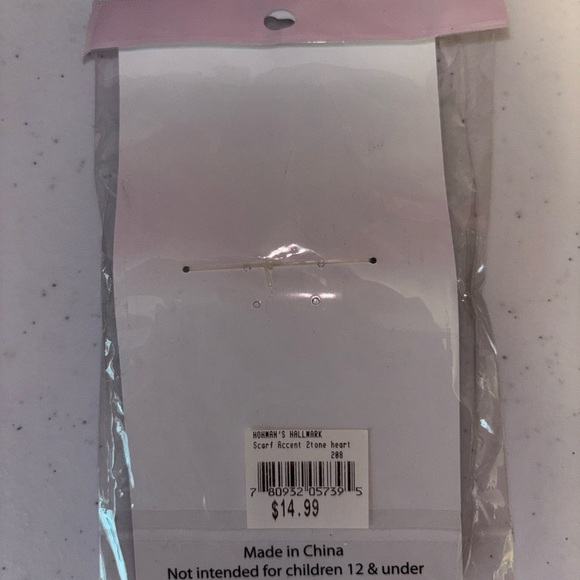 HOHMAN'S HALLMARK
Scarf Accent 2tone heart
208
7 80932 05739 5
$14.99
Made in China
Not intended for children 12 & under